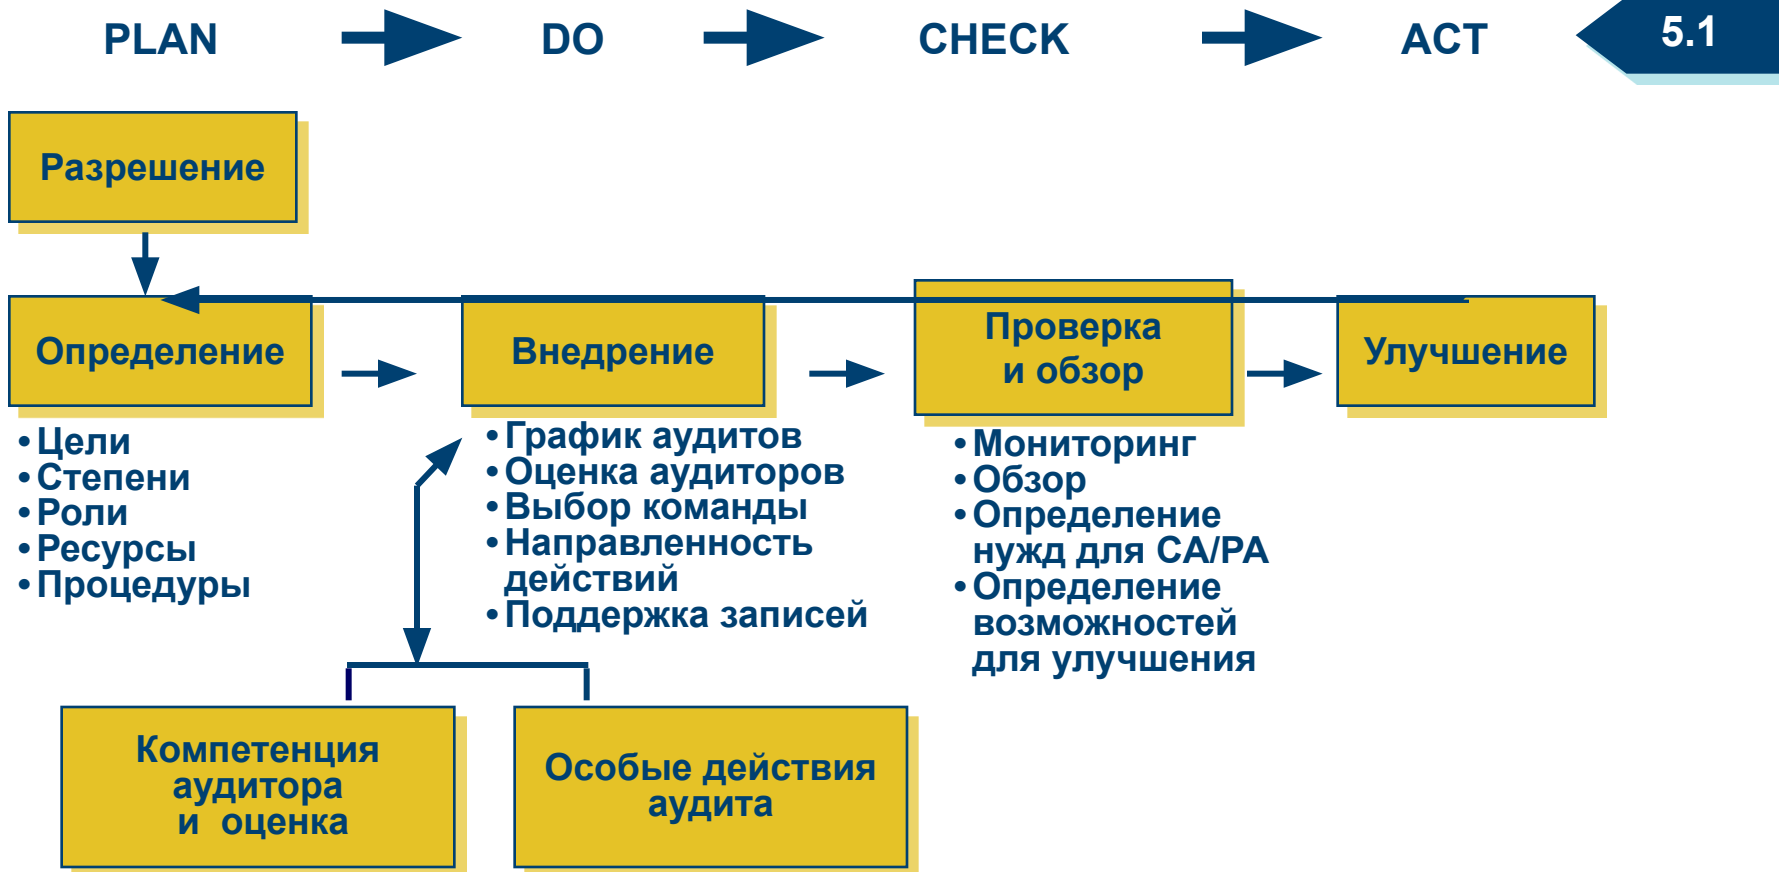 PLAN
DO
CHECK
ACT
5.1
Разрешение
Определение
• Цели
• Степени
• Роли
• Ресурсы
• Процедуры
Внедрение
• График аудитов
• Оценка аудиторов
• Выбор команды
• Направленность
действий
• Поддержка записей
Проверка
и обзор
• Мониторинг
• Обзор
• Определение
нужд для СА/РА
• Определение
возможностей
для улучшения
Улучшение
Компетенция
аудитора
и оценка
Особые действия
аудита